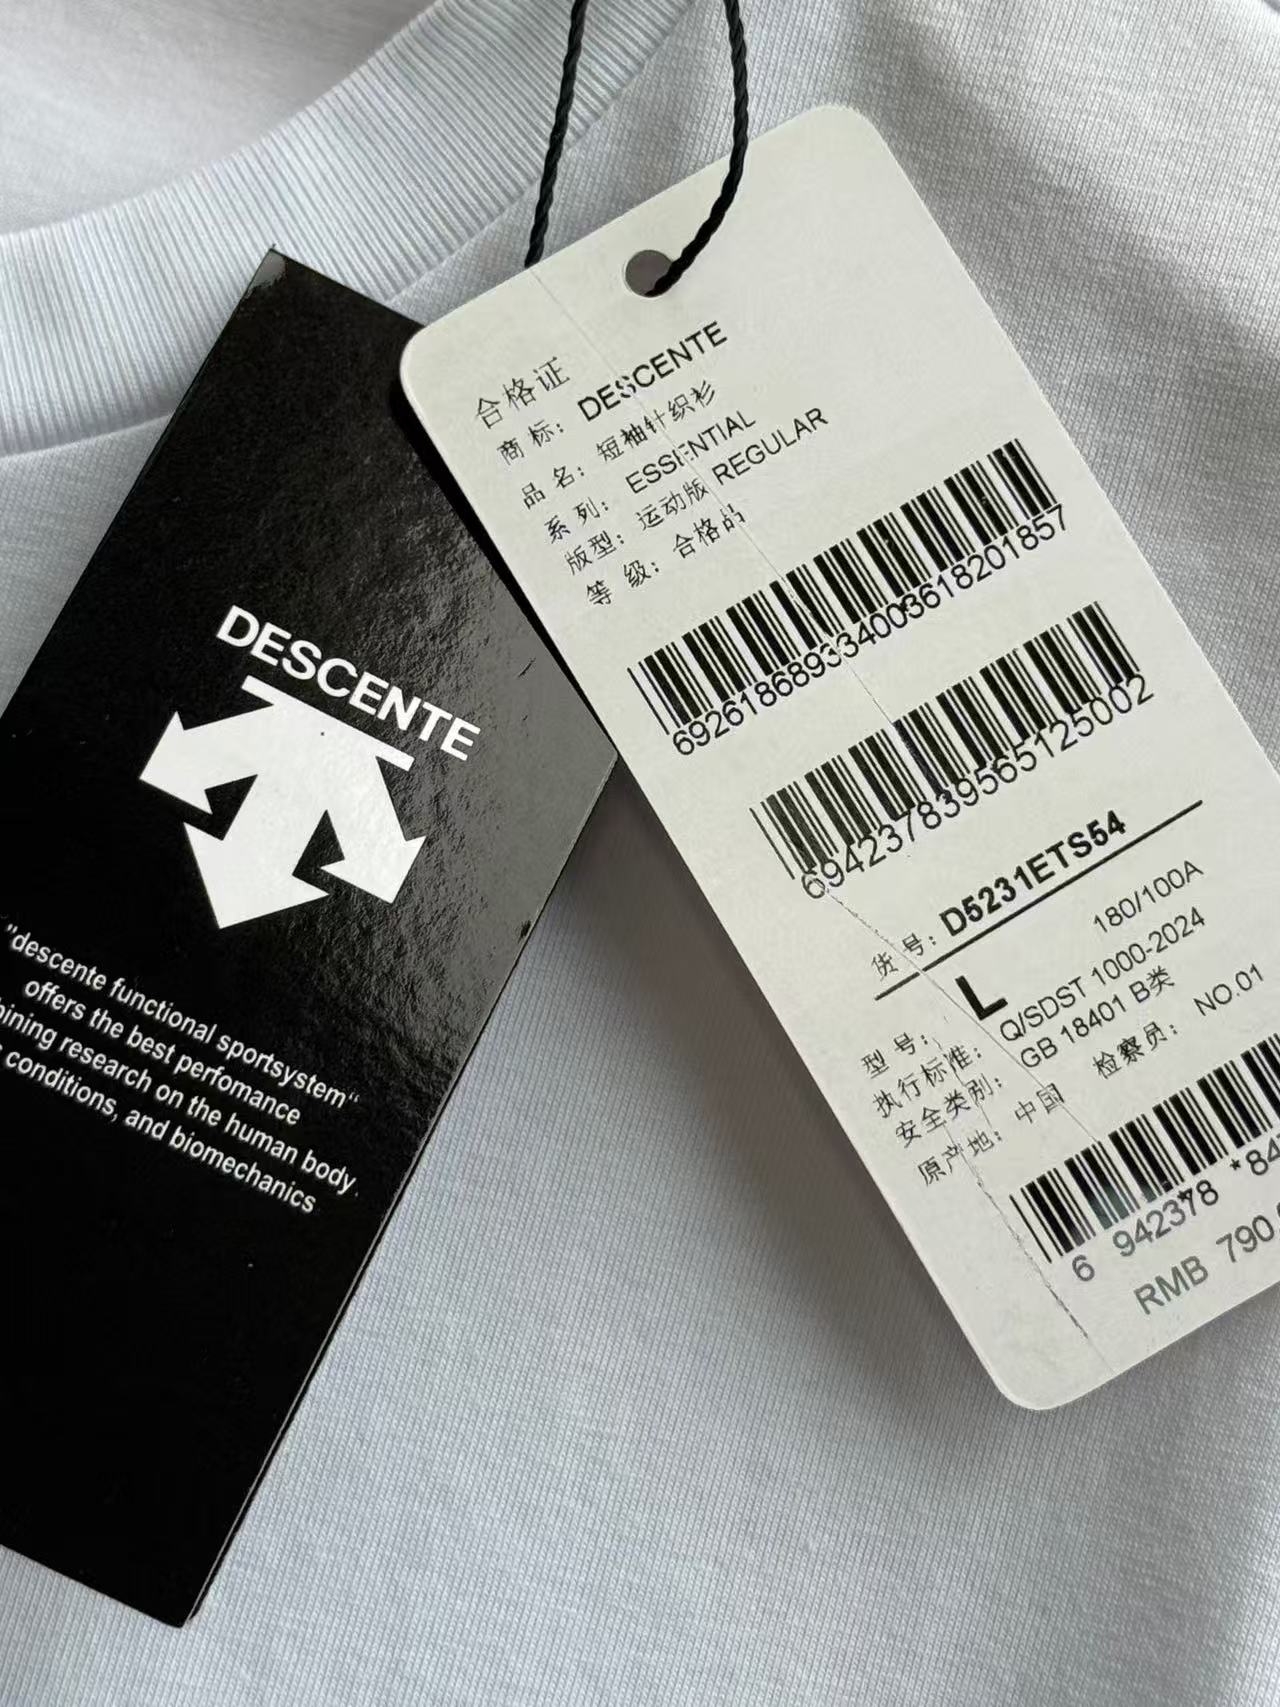 DESCENTE
"descente functional sportsystem"
offers the best perfomance
research on the human body.
conditions, and biomechanics
合格证
商 标: DESCENTE
品 名: 短袖针织衫
系 列: ESSENTIAL
版型: 运动版 REGULAR
等 级: 合格品
692618689334003618201857
694237839565125002
货 号: D5231ETS54
型 号: L 180/100A
执行标准: Q/SDST 1000-2024
安全类别: GB 18401 B类
原产地: 中国 检察员: NO.01
6 942378 *84
RMB 790